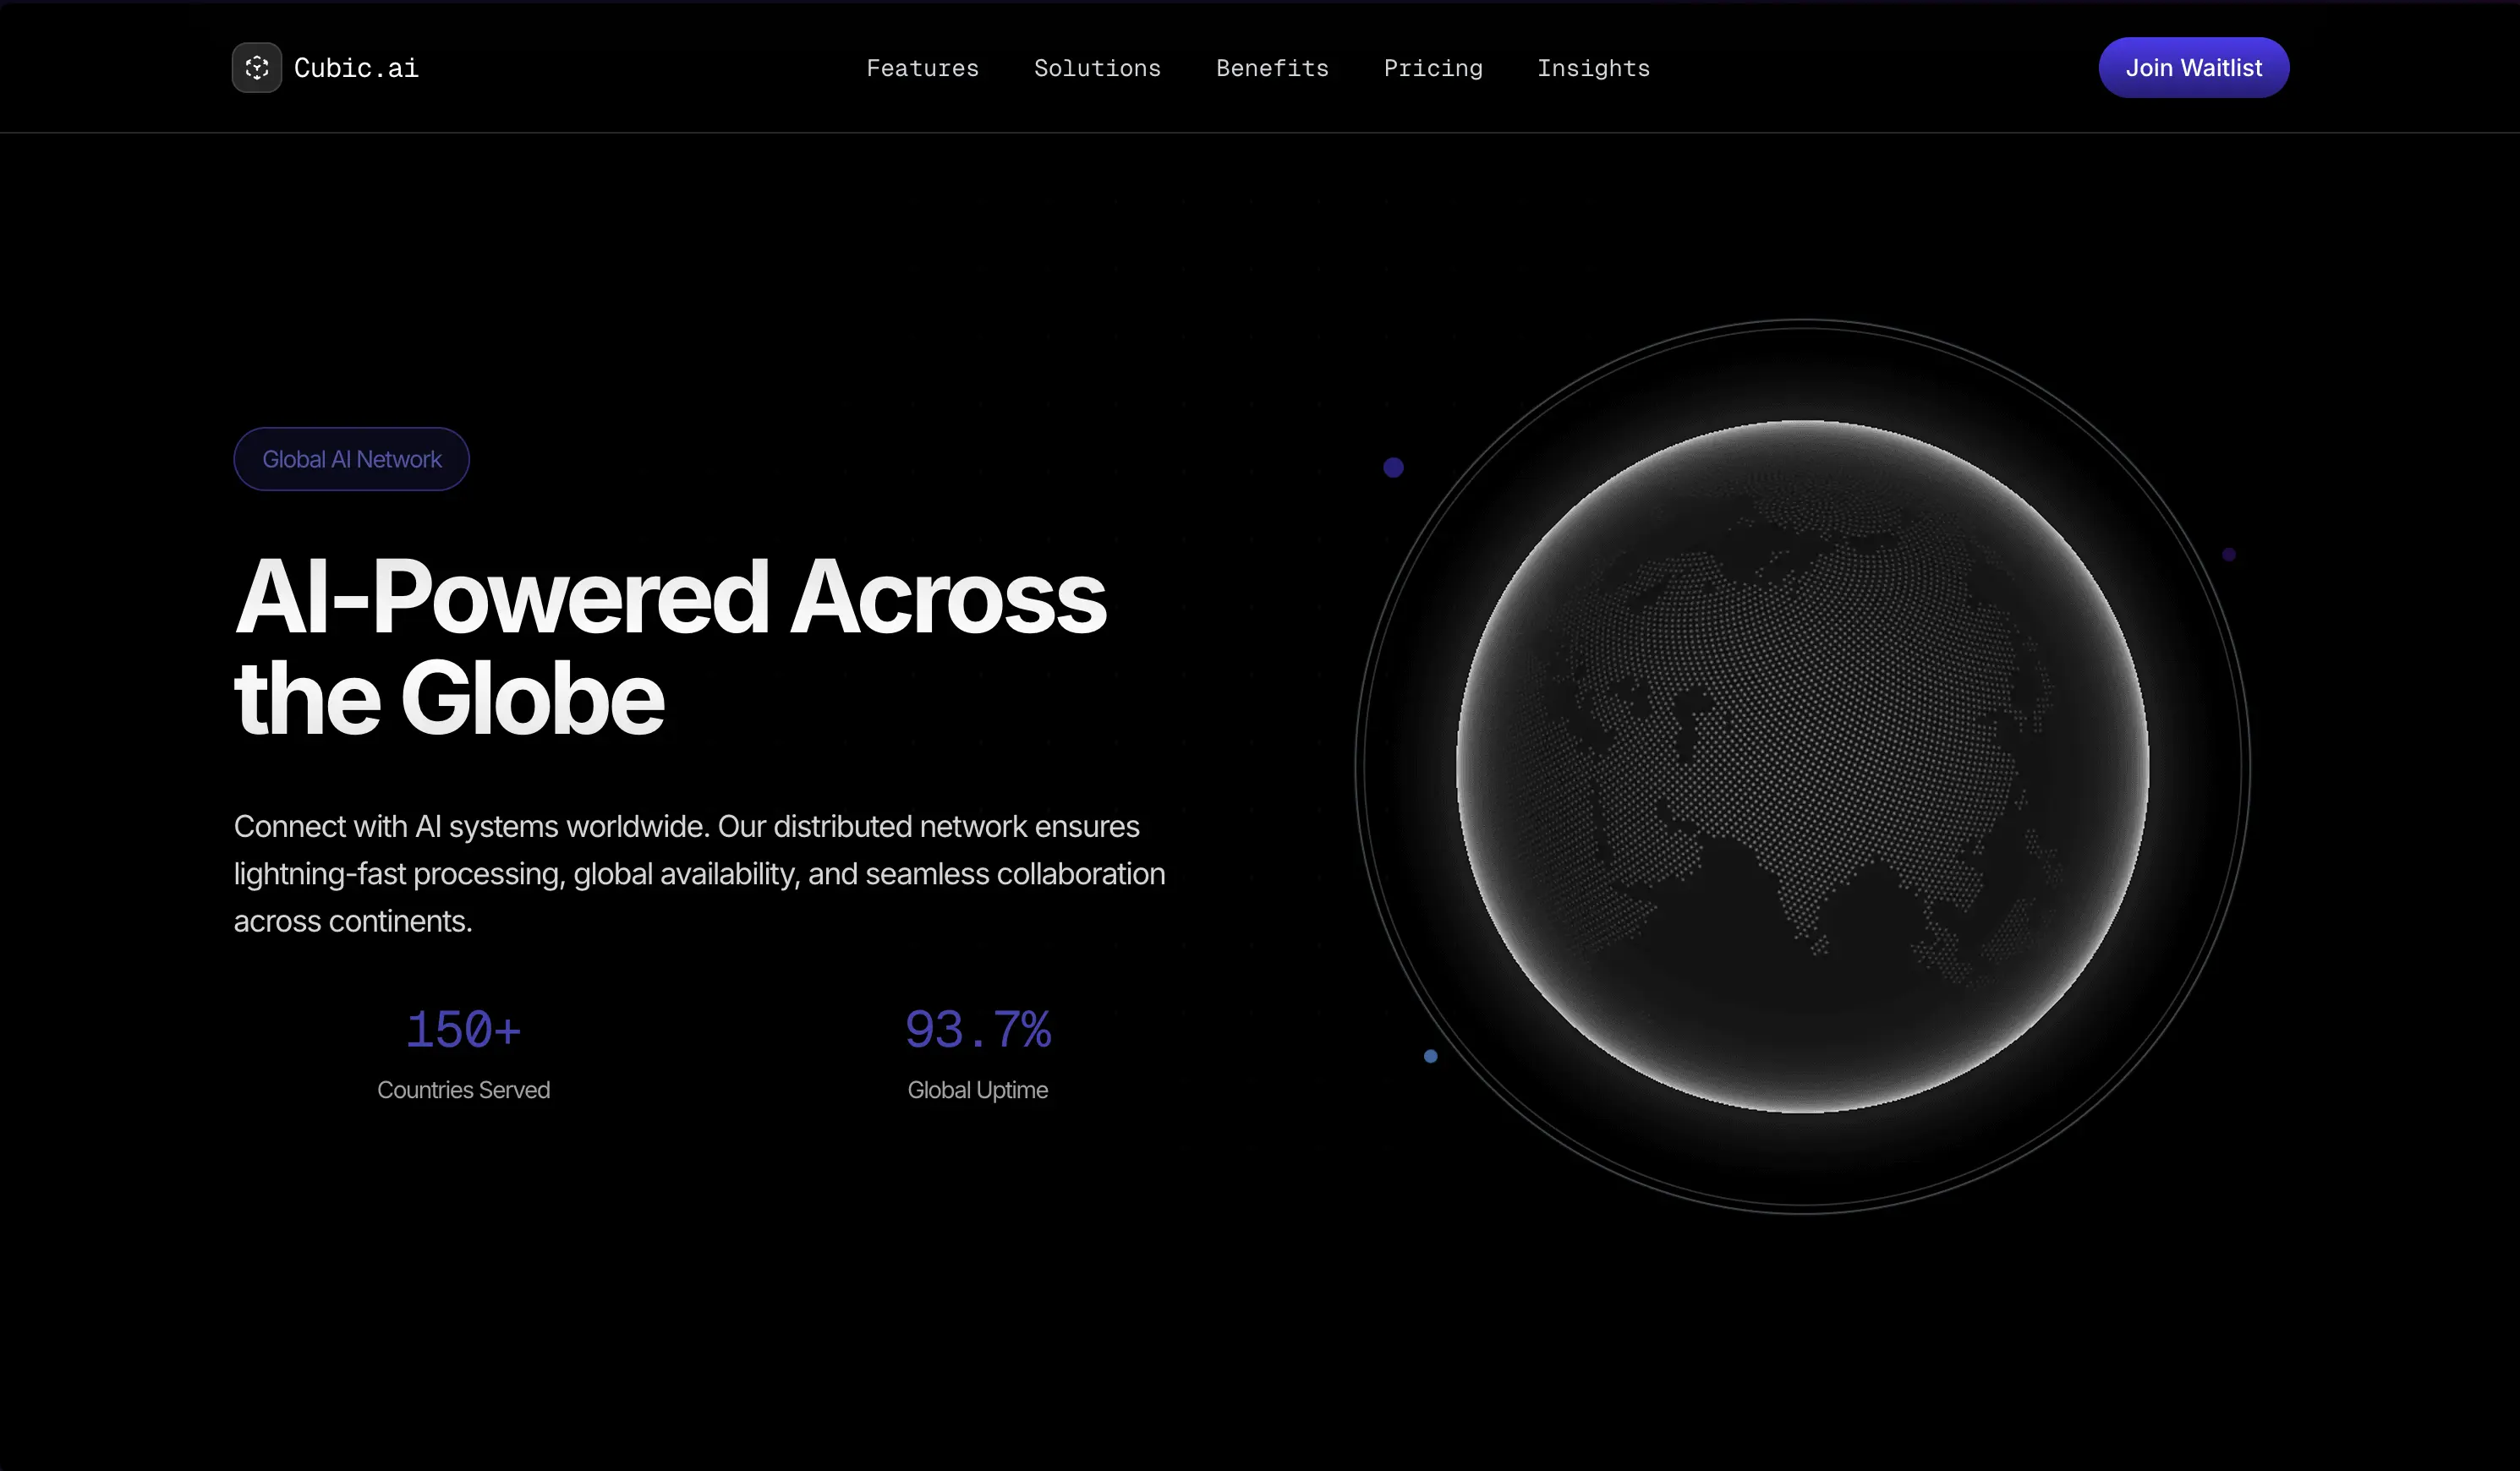 Cubic.ai
Features
Solutions
Benefits
Pricing
Insights
Join Waitlist
Global AI Network
AI-Powered Across
the Globe
Connect with AI systems worldwide. Our distributed network ensures
lightning-fast processing, global availability, and seamless collaboration
across continents.
150+
Countries Served
93.7%
Global Uptime